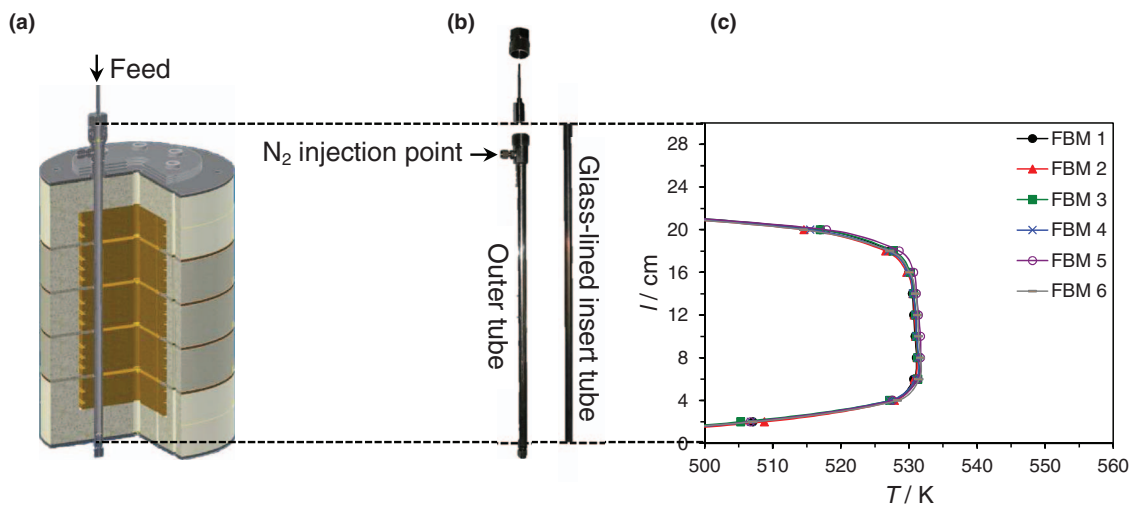 (a)
Feed
(b)
N₂ injection point
Outer tube
Glass-lined insert tube
(c)
28
24
20
16
12
8
4
0
l / cm
500
510
520
530
540
550
560
T / K
FBM 1
FBM 2
FBM 3
FBM 4
FBM 5
FBM 6